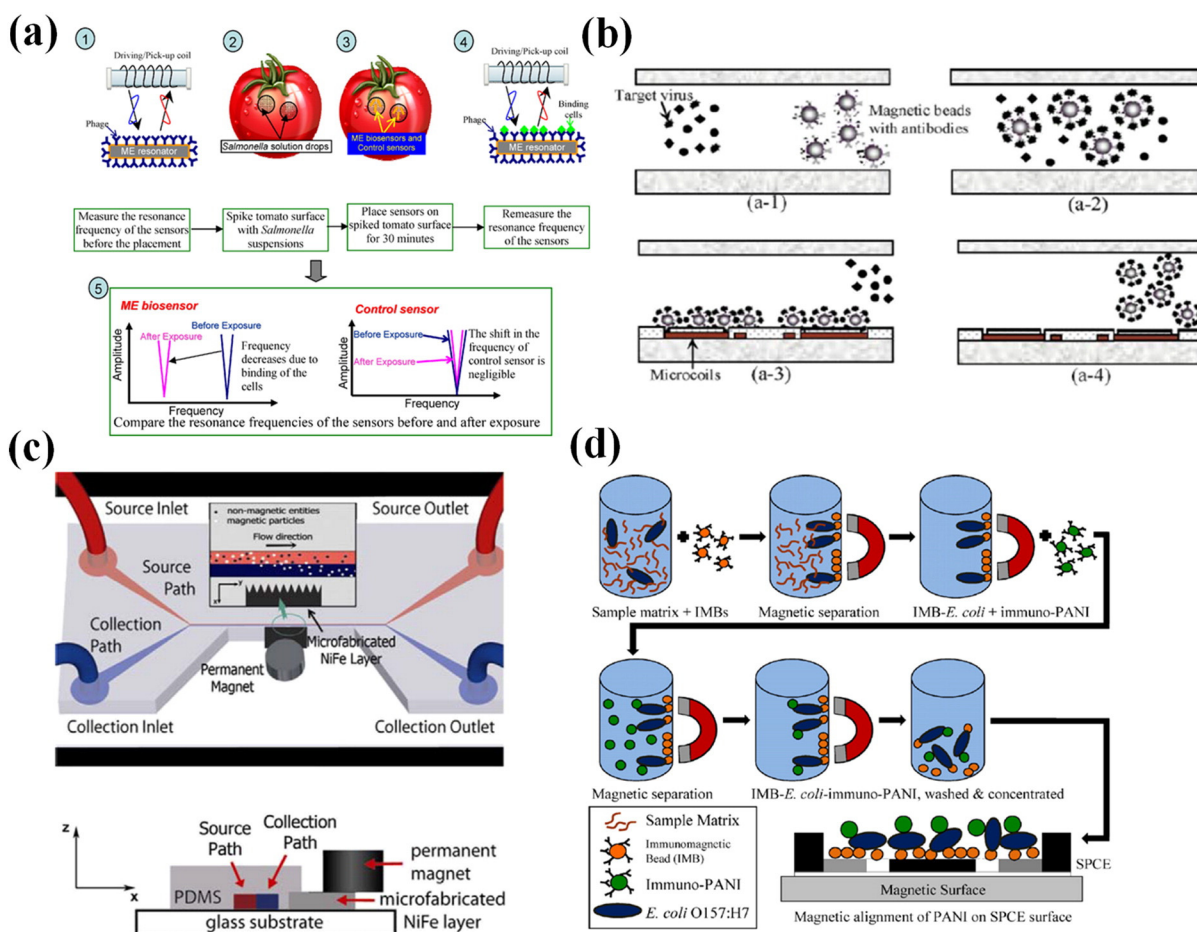 (a)
1
2
3
4
Driving/Pick-up coil
Driving/Pick-up coil
Binding
cells
Phage
Phage
ME resonator
Salmonella solution drops
ME biosensors and
Control sensors
ME resonator
Measure the resonance
frequency of the sensors
before the placement
Spike tomato surface
with Salmonella
suspensions
Place sensors on
spiked tomato surface
for 30 minutes
Remeasure the
resonance frequency
of the sensors
5
ME biosensor
Control sensor
After Exposure
Before Exposure
Frequency
decreases due to
binding of the
cells
Amplitude
Frequency
Before Exposure
After Exposure
The shift in the
frequency of
control sensor is
negligible
Amplitude
Frequency
Compare the resonance frequencies of the sensors before and after exposure
(b)
Target virus
Magnetic beads
with antibodies
(a-1)
(a-2)
Microcoils
(a-3)
(a-4)
(c)
Source Inlet
Source Outlet
non-magnetic entities
magnetic particles
Flow direction
y
x
Source Path
Collection
Path
Microfabricated
NiFe Layer
Permanent
Magnet
Collection Inlet
Collection Outlet
z
x
Source
Path
Collection
Path
PDMS
permanent
magnet
microfabricated
NiFe layer
glass substrate
(d)
+
+
Sample matrix + IMBs
Magnetic separation
IMB-E. coli + immuno-PANI
Magnetic separation
IMB-E. coli-immuno-PANI, washed & concentrated
Sample Matrix
Immunomagnetic
Bead (IMB)
Immuno-PANI
E. coli O157:H7
SPCE
Magnetic Surface
Magnetic alignment of PANI on SPCE surface